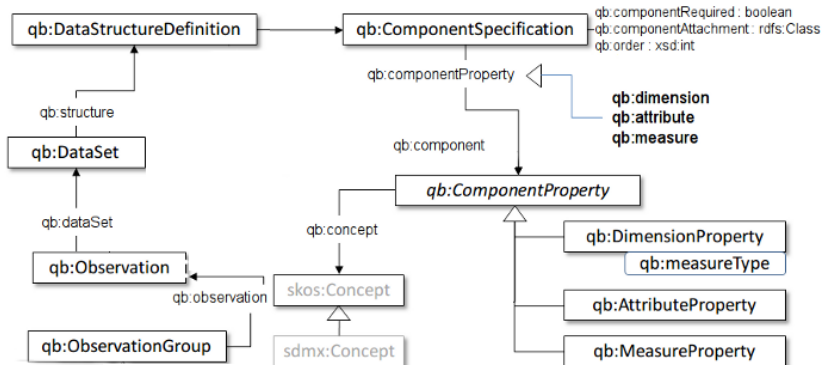 qb:DataStructureDefinition
qb:ComponentSpecification
qb:componentRequired : boolean
qb:componentAttachment : rdfs:Class
qb:order : xsd:int
qb:componentProperty
qb:dimension
qb:attribute
qb:measure
qb:structure
qb:DataSet
qb:component
qb:ComponentProperty
qb:dataSet
qb:concept
qb:DimensionProperty
qb:measureType
qb:Observation
qb:observation
skos:Concept
qb:AttributeProperty
qb:ObservationGroup
sdmx:Concept
qb:MeasureProperty